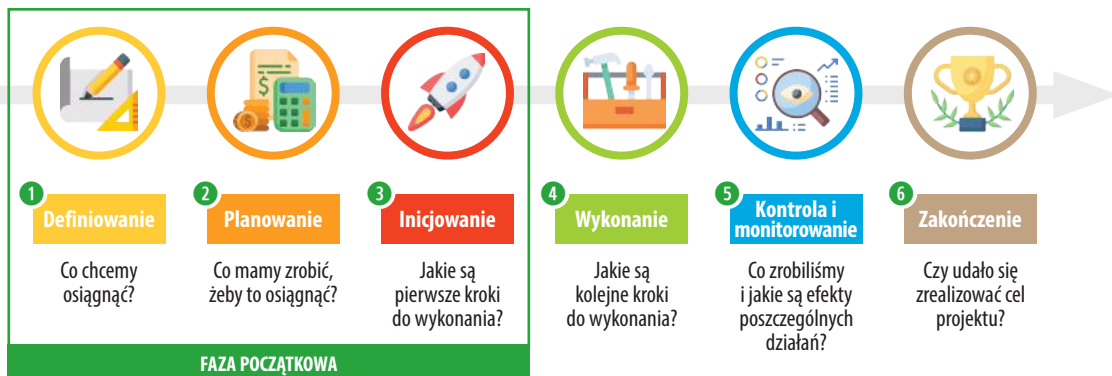 1
Definiowanie
Co chcemy
osiągnąć?
2
Planowanie
Co mamy zrobić,
żeby to osiągnąć?
3
Inicjowanie
Jakie są
pierwsze kroki
do wykonania?
4
Wykonanie
Jakie są
kolejne kroki
do wykonania?
5
Kontrola i
monitorowanie
Co zrobiliśmy
i jakie są efekty
poszczególnych
działań?
6
Zakończenie
Czy udało się
zrealizować cel
projektu?
FAZA POCZĄTKOWA